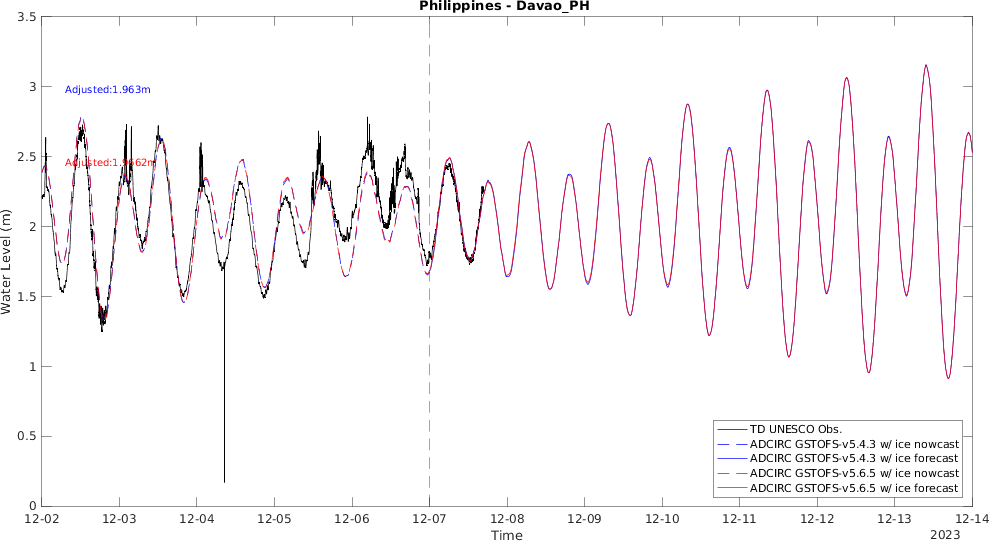 Philippines - Davao_PH
3.5
3
2.5
2
1.5
1
0.5
0
Water Level (m)
Adjusted:1.963m
Adjusted:1.9562m
TD UNESCO Obs.
ADCIRC GSTOFS-v5.4.3 w/ ice nowcast
ADCIRC GSTOFS-v5.4.3 w/ ice forecast
ADCIRC GSTOFS-v5.6.5 w/ ice nowcast
ADCIRC GSTOFS-v5.6.5 w/ ice forecast
12-02 12-03 12-04 12-05 12-06 12-07 12-08 12-09 12-10 12-11 12-12 12-13 12-14
Time
2023